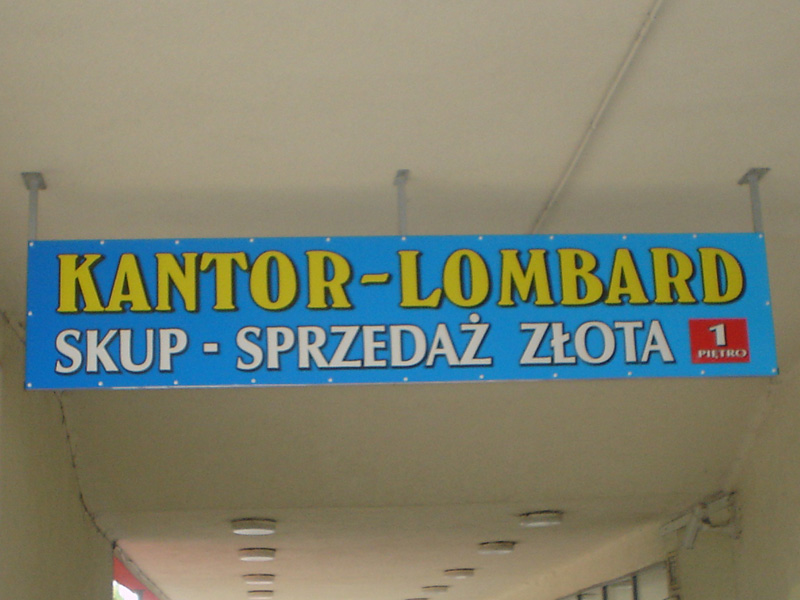 KANTOR-LOMBARD
SKUP - SPRZEDAŻ ZŁOTA
1
PIĘTRO